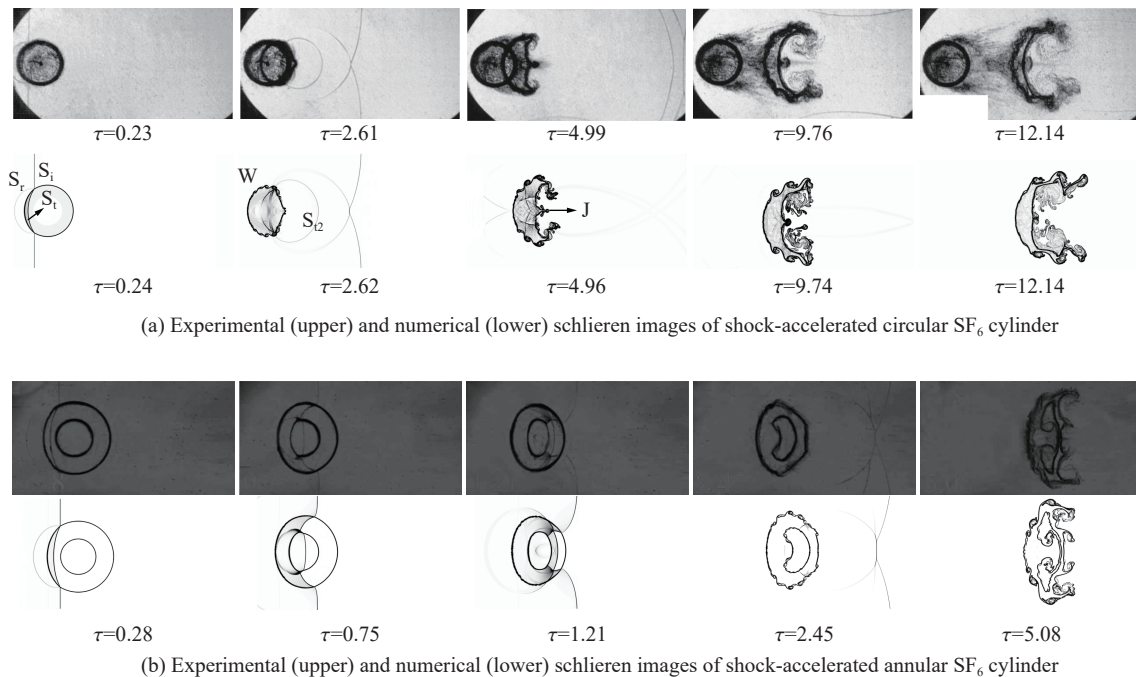 τ=0.23 τ=2.61 τ=4.99 τ=9.76 τ=12.14
S_r S_i S_t W S_t2 J
τ=0.24 τ=2.62 τ=4.96 τ=9.74 τ=12.14
(a) Experimental (upper) and numerical (lower) schlieren images of shock-accelerated circular SF₆ cylinder
τ=0.28 τ=0.75 τ=1.21 τ=2.45 τ=5.08
(b) Experimental (upper) and numerical (lower) schlieren images of shock-accelerated annular SF₆ cylinder